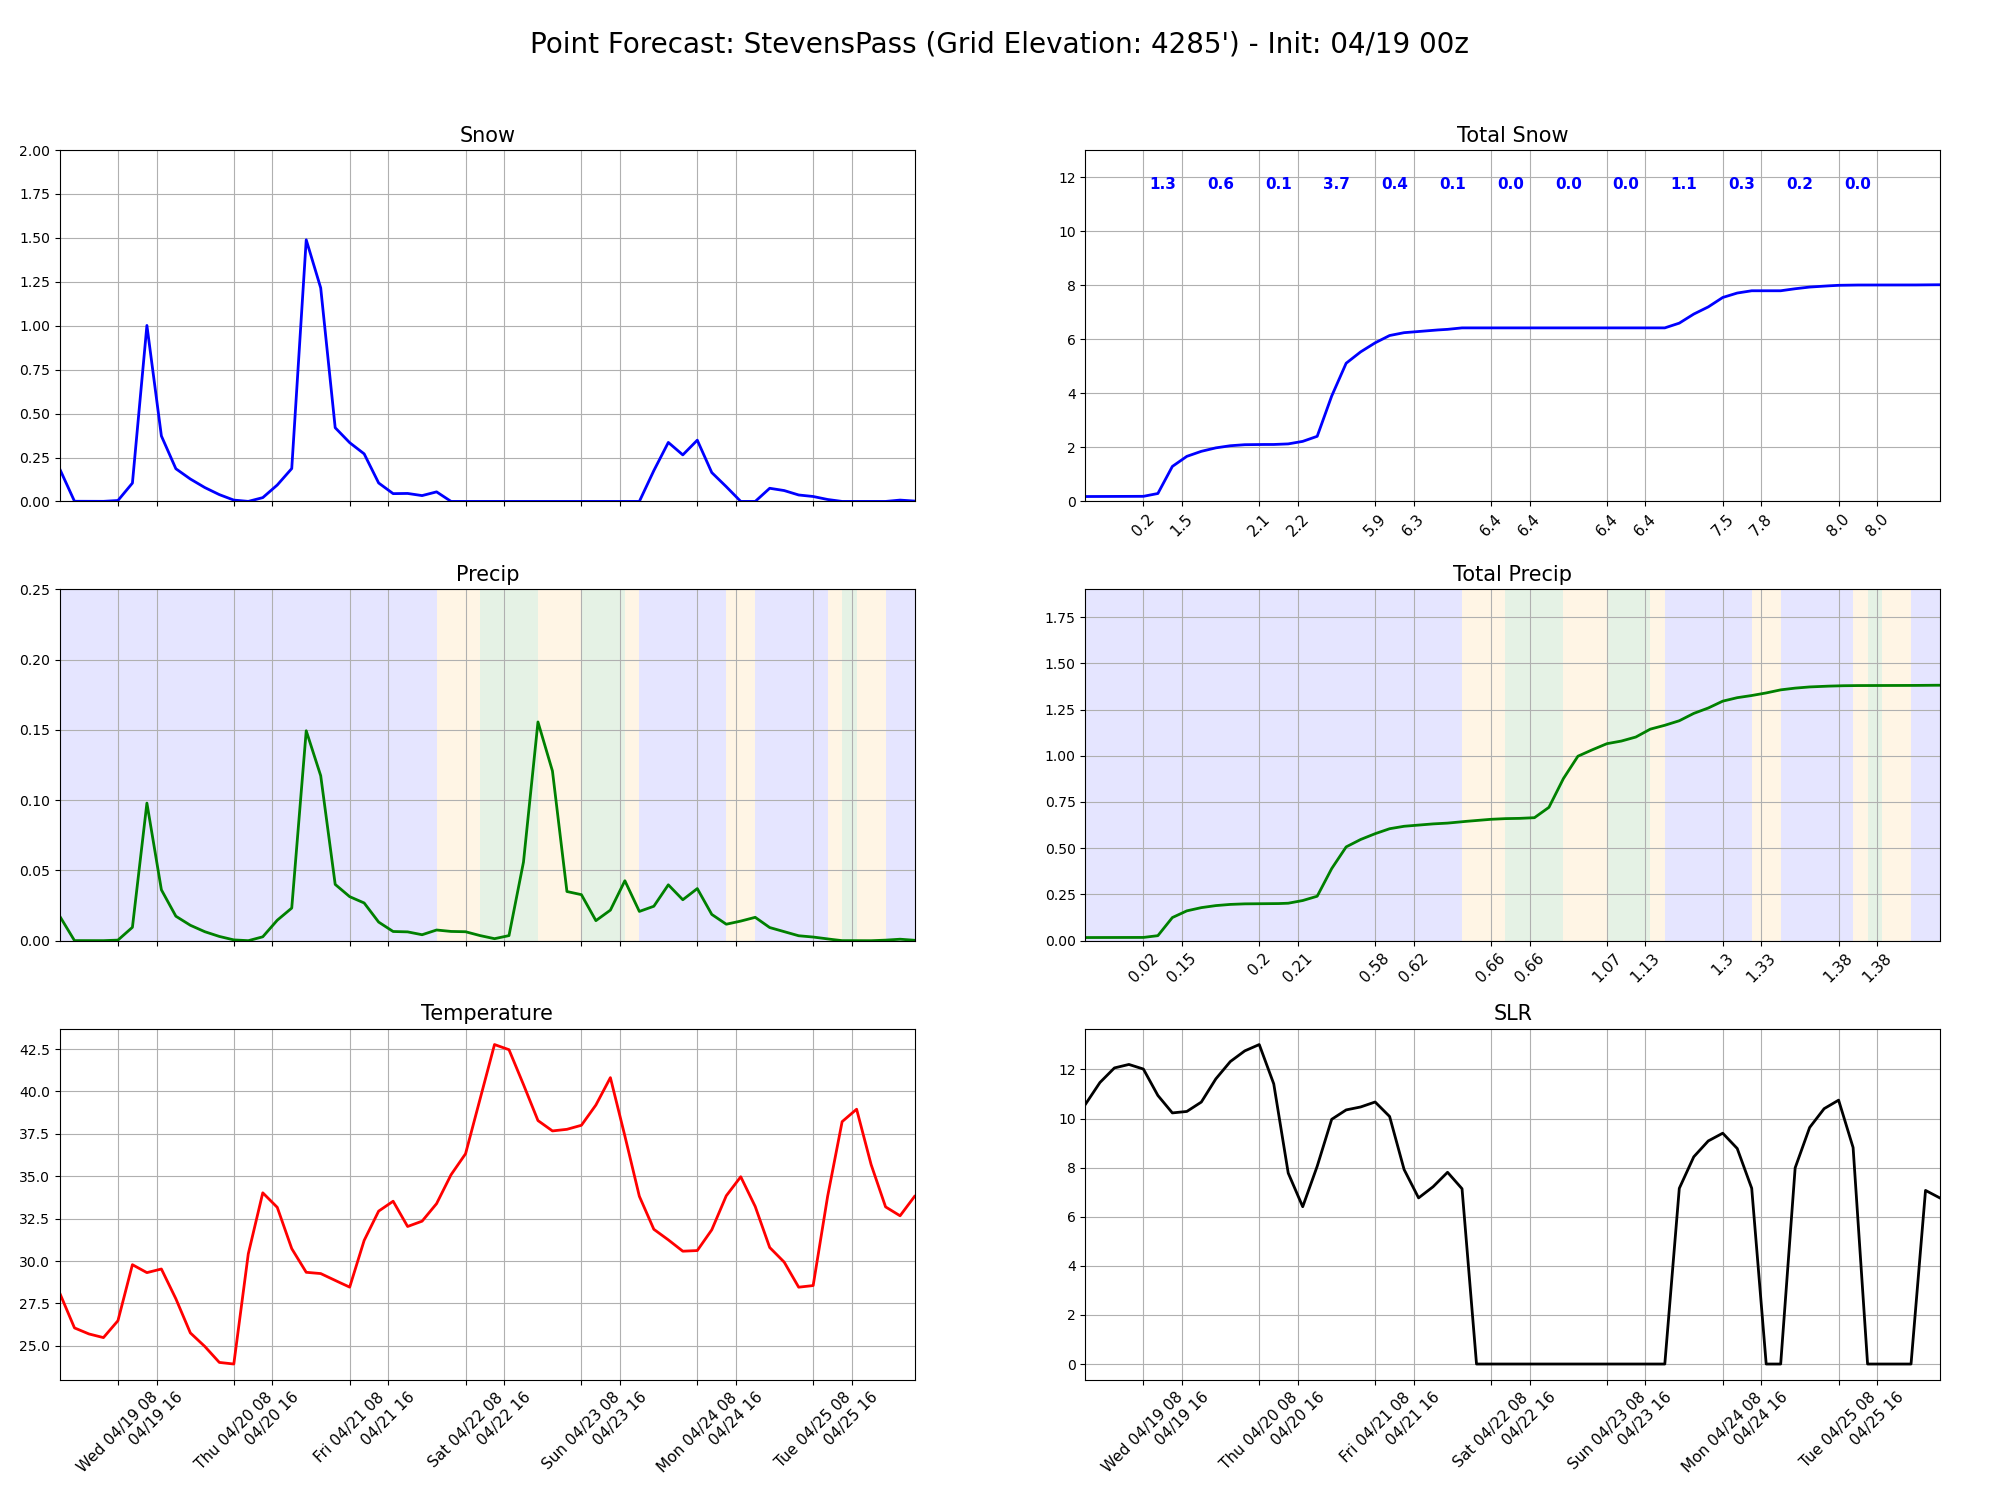 Point Forecast: StevensPass (Grid Elevation: 4285') - Init: 04/19 00z
Snow
2.00
1.75
1.50
1.25
1.00
0.75
0.50
0.25
0.00
Total Snow
12
10
8
6
4
2
0
1.3 0.6 0.1 3.7 0.4 0.1 0.0 0.0 0.0 1.1 0.3 0.2 0.0
0.2 1.5 2.1 2.2 5.9 6.3 6.4 6.4 6.4 6.4 7.5 7.8 8.0 8.0
Precip
0.25
0.20
0.15
0.10
0.05
0.00
Total Precip
1.75
1.50
1.25
1.00
0.75
0.50
0.25
0.00
0.02 0.15 0.2 0.21 0.58 0.62 0.66 0.66 1.07 1.13 1.3 1.33 1.38 1.38
Temperature
42.5
40.0
37.5
35.0
32.5
30.0
27.5
25.0
Wed 04/19 08
04/19 16
Thu 04/20 08
04/20 16
Fri 04/21 08
04/21 16
Sat 04/22 08
04/22 16
Sun 04/23 08
04/23 16
Mon 04/24 08
04/24 16
Tue 04/25 08
04/25 16
SLR
12
10
8
6
4
2
0
Wed 04/19 08
04/19 16
Thu 04/20 08
04/20 16
Fri 04/21 08
04/21 16
Sat 04/22 08
04/22 16
Sun 04/23 08
04/23 16
Mon 04/24 08
04/24 16
Tue 04/25 08
04/25 16